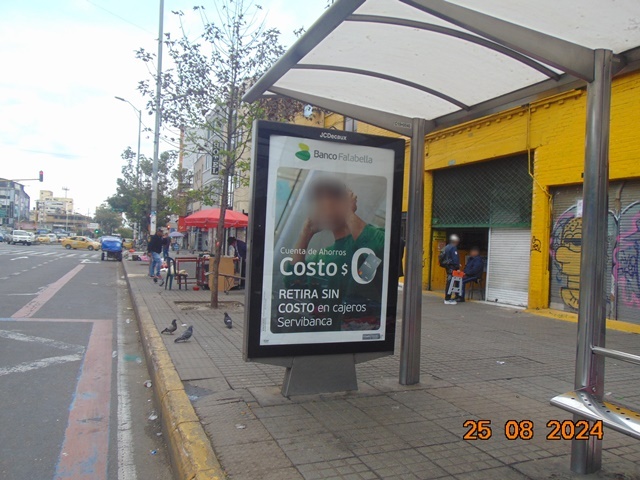 JCDecaux
Banco Falabella
Cuenta de Ahorros
Costo $0
RETIRA SIN
COSTO en cajeros
Servibanca
25 08 2024